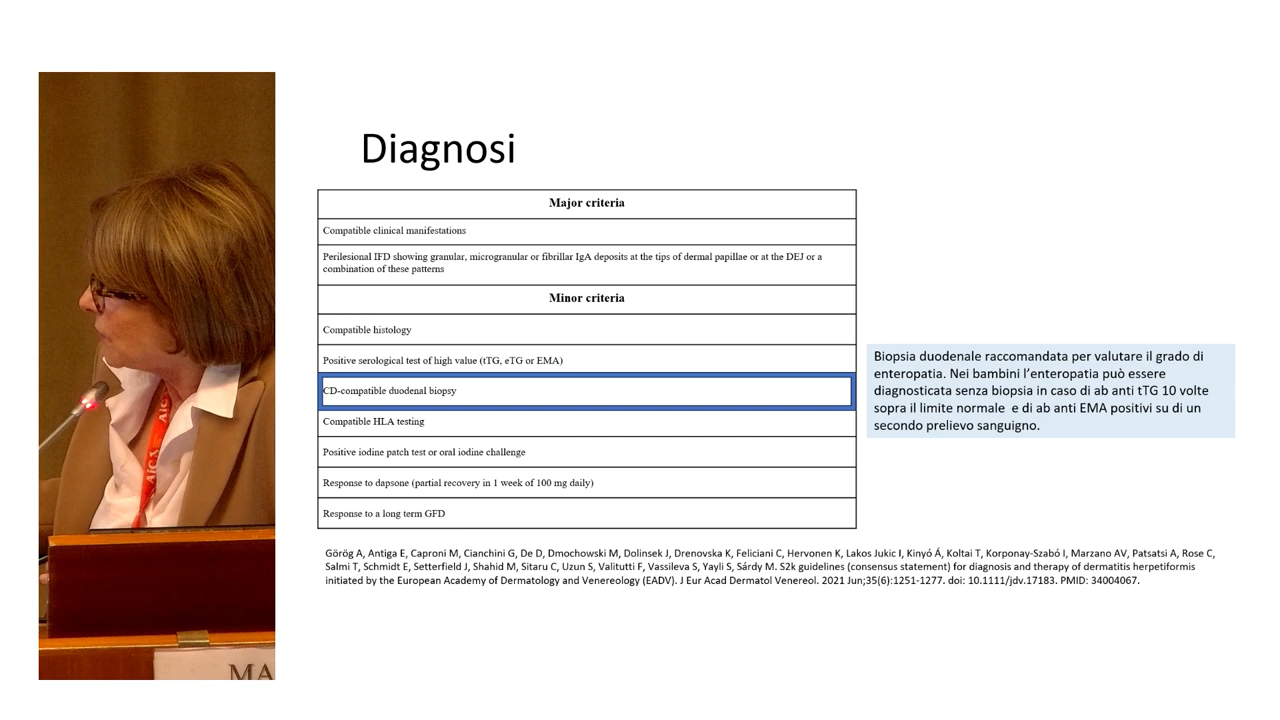 Diagnosi
Major criteria
Compatible clinical manifestations
Perilesional IFD showing granular, microgranular or fibrillar IgA deposits at the tips of dermal papillae or at the DEJ or a
combination of these patterns
Minor criteria
Compatible histology
Positive serological test of high value (tTG, eTG or EMA)
CD-compatible duodenal biopsy
Compatible HLA testing
Positive iodine patch test or oral iodine challenge
Response to dapsone (partial recovery in 1 week of 100 mg daily)
Response to a long term GFD
Biopsia duodenale raccomandata per valutare il grado di
enteropatia. Nei bambini l’enteropatia può essere
diagnosticata senza biopsia in caso di ab anti tTG 10 volte
sopra il limite normale e di ab anti EMA positivi su di un
secondo prelievo sanguigno.
Görög A, Antiga E, Caproni M, Cianchini G, De D, Dmochowski M, Dolinsek J, Drenovska K, Feliciani C, Hervonen K, Lakos Jukic I, Kinyó Á, Koltai T, Korponay-Szabó I, Marzano AV, Patsatsi A, Rose C,
Salmi T, Schmidt E, Setterfield J, Shahid M, Sitaru C, Uzun S, Valitutti F, Vassileva S, Yayli S, Sárdy M. S2k guidelines (consensus statement) for diagnosis and therapy of dermatitis herpetiformis
initiated by the European Academy of Dermatology and Venereology (EADV). J Eur Acad Dermatol Venereol. 2021 Jun;35(6):1251-1277. doi: 10.1111/jdv.17183. PMID: 34004067.
AIC
MA